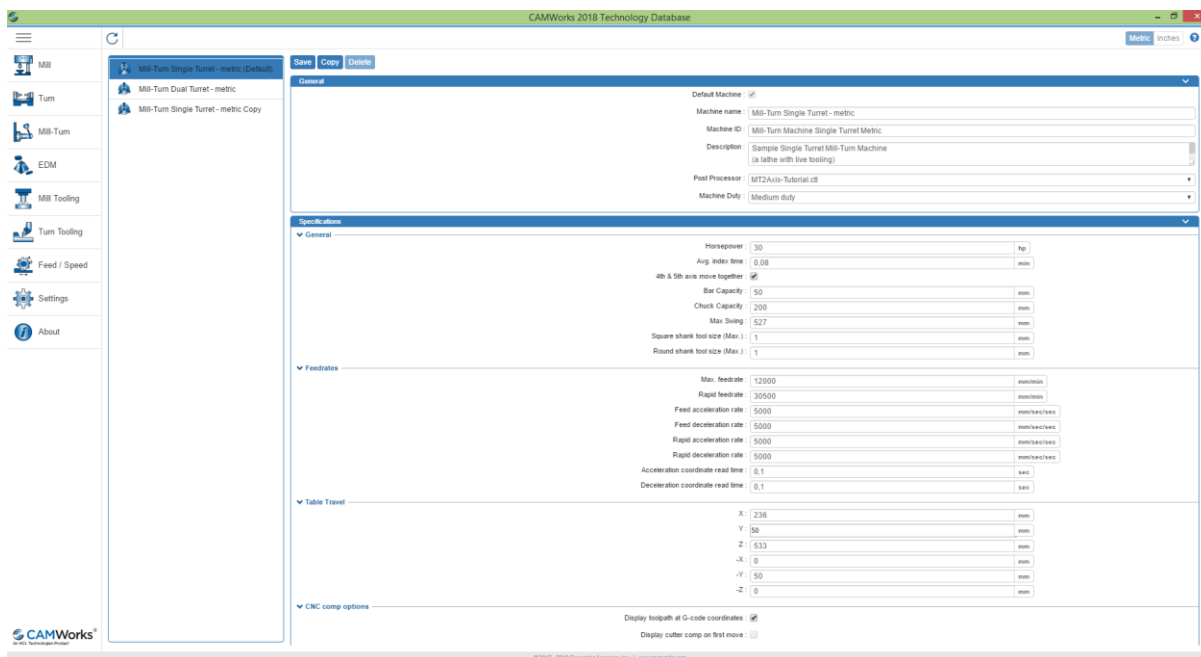 CAMWorks 2018 Technology Database
Metric Inches
Mill
Turn
Mill-Turn
EDM
Mill Tooling
Turn Tooling
Feed / Speed
Settings
About
CAMWorks®
An HCL Technologies Product
Mill-Turn Single Turret - metric (Default)
Mill-Turn Dual Turret - metric
Mill-Turn Single Turret - metric Copy
Save Copy Delete
General
Default Machine :
Machine name : Mill-Turn Single Turret - metric
Machine ID : Mill-Turn Machine Single Turret Metric
Description : Sample Single Turret Mill-Turn Machine
(a lathe with live tooling)
Post Processor : MT2Axis-Tutorial.ctl
Machine Duty : Medium duty
Specifications
General
Horsepower : 30 hp
Avg. index time : 0,08 min
4th & 5th axis move together :
Bar Capacity : 50 mm
Chuck Capacity : 200 mm
Max Swing : 527 mm
Square shank tool size (Max.) : 1 mm
Round shank tool size (Max.) : 1 mm
Feedrates
Max. feedrate : 12000 mm/min
Rapid feedrate : 30500 mm/min
Feed acceleration rate : 5000 mm/sec/sec
Feed deceleration rate : 5000 mm/sec/sec
Rapid acceleration rate : 5000 mm/sec/sec
Rapid deceleration rate : 5000 mm/sec/sec
Acceleration coordinate read time : 0,1 sec
Deceleration coordinate read time : 0,1 sec
Table Travel
X : 236 mm
Y : 50 mm
Z : 533 mm
-X : 0 mm
-Y : 50 mm
-Z : 0 mm
CNC comp options
Display toolpath at G-code coordinates :
Display cutter comp on first move :